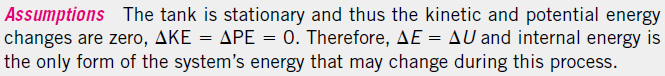 Assumptions The tank is stationary and thus the kinetic and potential energy
changes are zero, ΔKE = ΔPE = 0. Therefore, ΔE = ΔU and internal energy is
the only form of the system's energy that may change during this process.